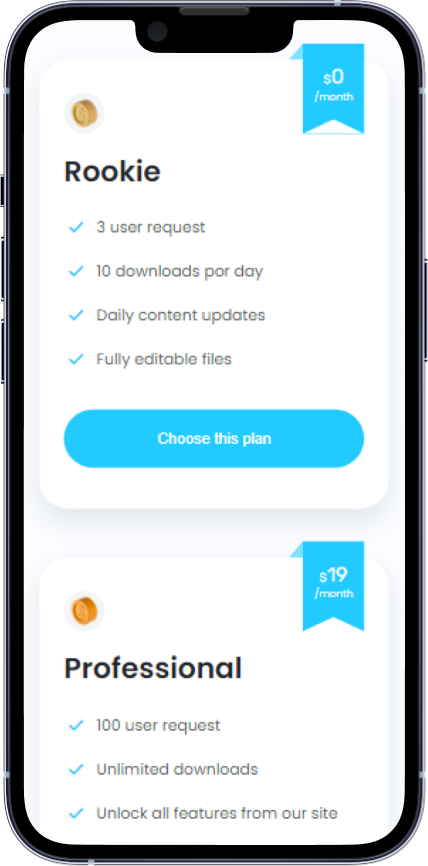 $0
/month
Rookie
3 user request
10 downloads por day
Daily content updates
Fully editable files
Choose this plan
$19
/month
Professional
100 user request
Unlimited downloads
Unlock all features from our site